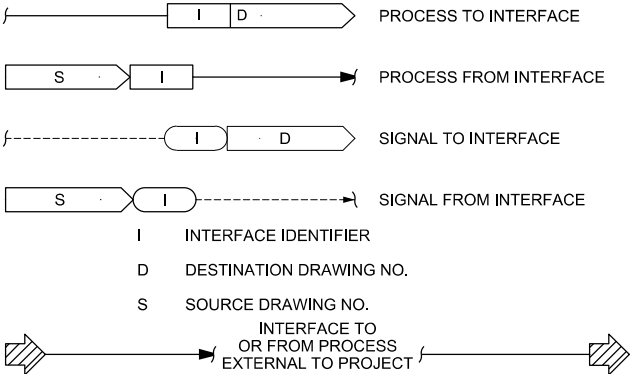 I D PROCESS TO INTERFACE
S I PROCESS FROM INTERFACE
I D SIGNAL TO INTERFACE
S I SIGNAL FROM INTERFACE
I INTERFACE IDENTIFIER
D DESTINATION DRAWING NO.
S SOURCE DRAWING NO.
INTERFACE TO
OR FROM PROCESS
EXTERNAL TO PROJECT